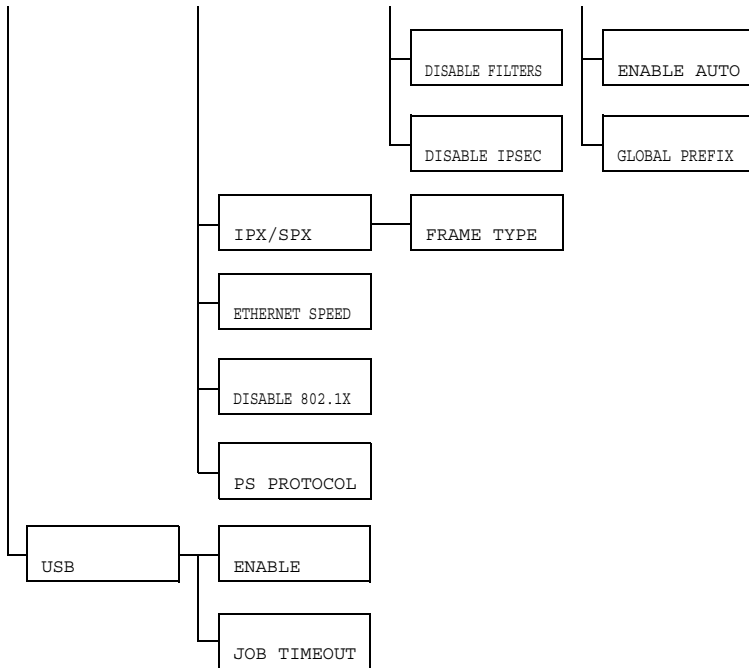 DISABLE FILTERS
ENABLE AUTO
DISABLE IPSEC
GLOBAL PREFIX
IPX/SPX
FRAME TYPE
ETHERNET SPEED
DISABLE 802.1X
PS PROTOCOL
USB
ENABLE
JOB TIMEOUT